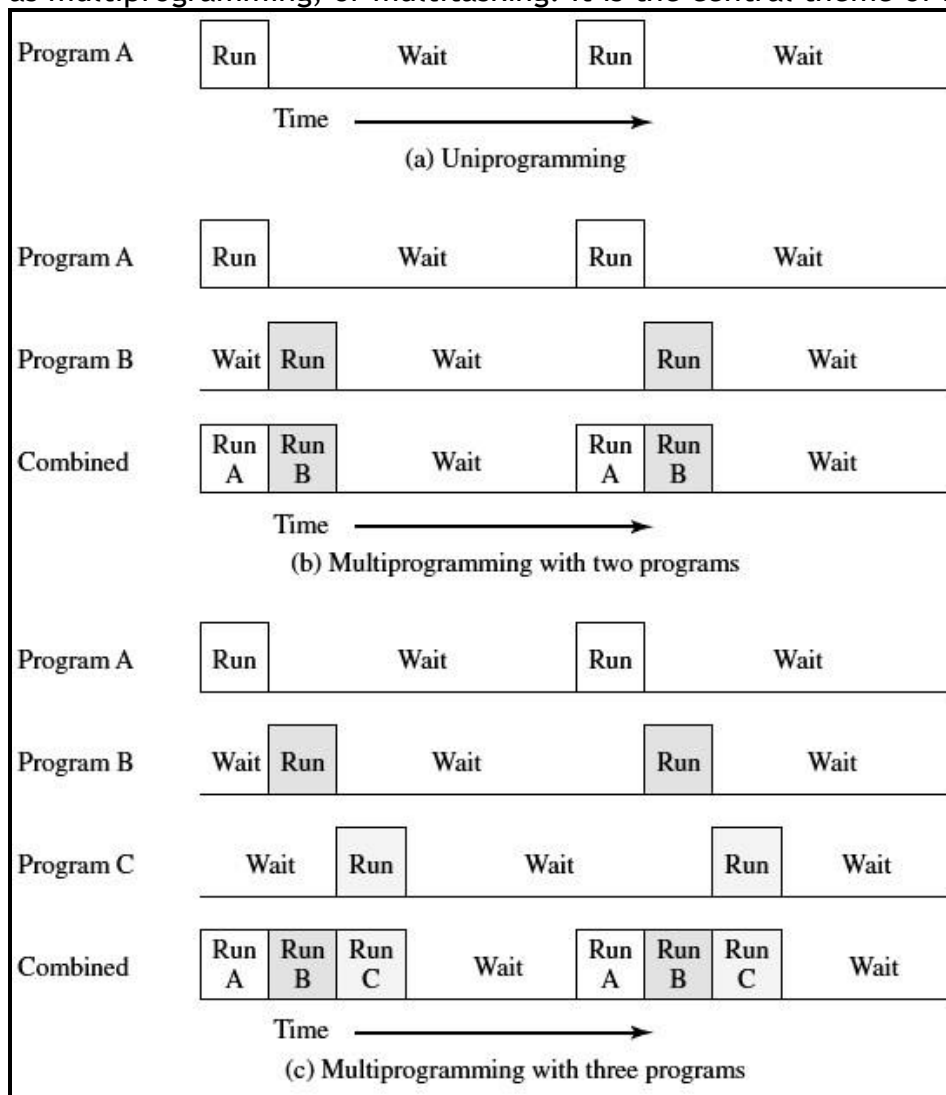 as multiprogramming, or multitasking. It is the central theme of
Program A Run Wait Run Wait
Time
(a) Uniprogramming
Program A Run Wait Run Wait
Program B Wait Run Wait Run Wait
Combined Run A Run B Wait Run A Run B Wait
Time
(b) Multiprogramming with two programs
Program A Run Wait Run Wait
Program B Wait Run Wait Run Wait
Program C Wait Run Wait Run Wait
Combined Run A Run B Run C Wait Run A Run B Run C Wait
Time
(c) Multiprogramming with three programs